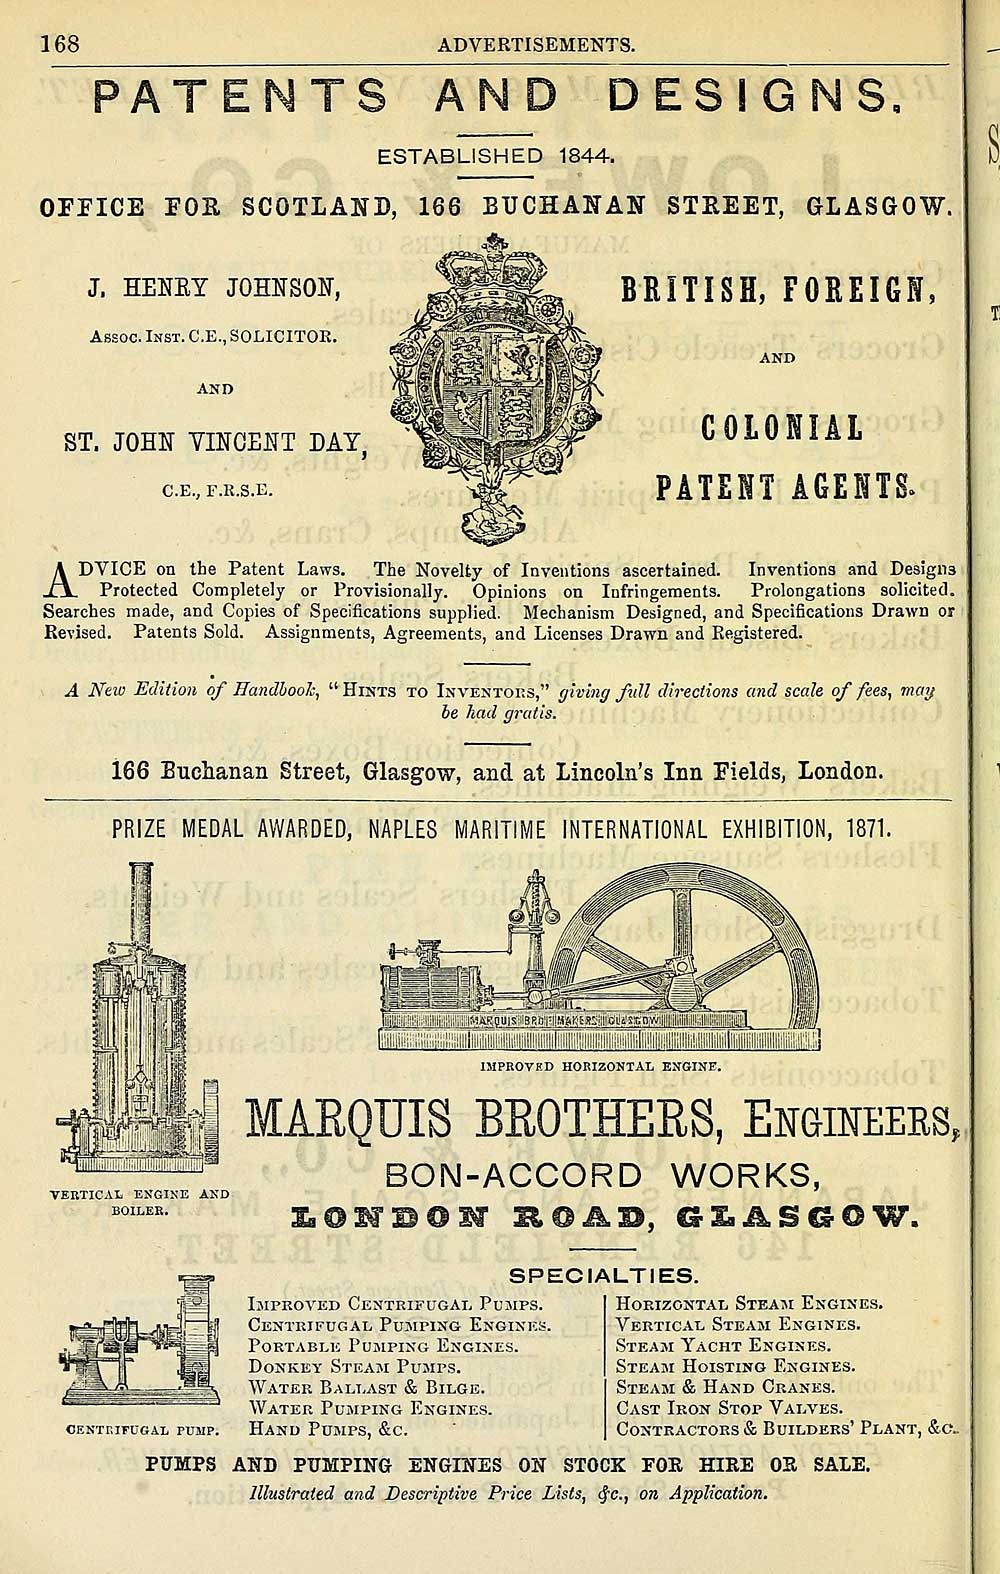 168
ADVERTISEMENTS.
PATENTS AND DESIGNS,
ESTABLISHED 1844.
OFFICE FOR SCOTLAND, 166 BUCHANAN STREET, GLASGOW.
J. HENRY JOHNSON,
ASSOC. INST. C.E., SOLICITOR.
AND
ST. JOHN VINCENT DAY,
C.E., F.R.S.E.
BRITISH, FOREIGN,
AND
COLONIAL
PATENT AGENTS.
ADVICE on the Patent Laws. The Novelty of Inventions ascertained. Inventions and Designs
Protected Completely or Provisionally. Opinions on Infringements. Prolongations solicited.
Searches made, and Copies of Specifications supplied. Mechanism Designed, and Specifications Drawn or
Revised. Patents Sold. Assignments, Agreements, and Licenses Drawn and Registered.
A New Edition of Handbook, "HINTS TO INVENTORS," giving full directions and scale of fees, may
be had gratis.
166 Buchanan Street, Glasgow, and at Lincoln's Inn Fields, London.
PRIZE MEDAL AWARDED, NAPLES MARITIME INTERNATIONAL EXHIBITION, 1871.
MARQUIS BROS MAKERS GLASGOW
IMPROVED HORIZONTAL ENGINE.
VERTICAL ENGINE AND
BOILER.
MARQUIS BROTHERS, ENGINEERS,
BON-ACCORD WORKS,
LONDON ROAD, GLASGOW.
SPECIALTIES.
IMPROVED CENTRIFUGAL PUMPS.
CENTRIFUGAL PUMPING ENGINES.
PORTABLE PUMPING ENGINES.
DONKEY STEAM PUMPS.
WATER BALLAST & BILGE.
WATER PUMPING ENGINES.
HAND PUMPS, &C.
HORIZONTAL STEAM ENGINES.
VERTICAL STEAM ENGINES.
STEAM YACHT ENGINES.
STEAM HOISTING ENGINES.
STEAM & HAND CRANES.
CAST IRON STOP VALVES.
CONTRACTORS & BUILDERS' PLANT, &C.
CENTRIFUGAL PUMP.
PUMPS AND PUMPING ENGINES ON STOCK FOR HIRE OR SALE.
Illustrated and Descriptive Price Lists, &c., on Application.